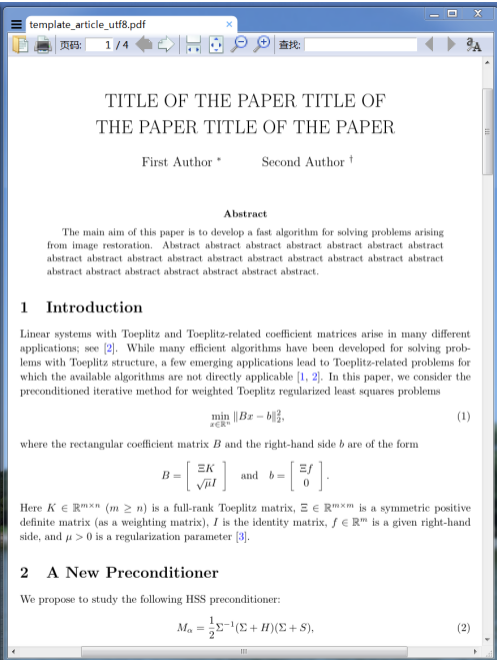 template_article_utf8.pdf
页码: 1 / 4 查找:
TITLE OF THE PAPER TITLE OF
THE PAPER TITLE OF THE PAPER
First Author * Second Author †
Abstract
The main aim of this paper is to develop a fast algorithm for solving problems arising
from image restoration. Abstract abstract abstract abstract abstract abstract abstract
abstract abstract abstract abstract abstract abstract abstract abstract abstract abstract
abstract abstract abstract abstract abstract abstract abstract.
1 Introduction
Linear systems with Toeplitz and Toeplitz-related coefficient matrices arise in many different
applications; see [2]. While many efficient algorithms have been developed for solving prob-
lems with Toeplitz structure, a few emerging applications lead to Toeplitz-related problems for
which the available algorithms are not directly applicable [1, 2]. In this paper, we consider the
preconditioned iterative method for weighted Toeplitz regularized least squares problems
min x∈ℝⁿ ‖Bx − b‖₂², (1)
where the rectangular coefficient matrix B and the right-hand side b are of the form
B = [ ΞK √μI ] and b = [ Ξf 0 ].
Here K ∈ ℝᵐˣⁿ (m ≥ n) is a full-rank Toeplitz matrix, Ξ ∈ ℝᵐˣᵐ is a symmetric positive
definite matrix (as a weighting matrix), I is the identity matrix, f ∈ ℝᵐ is a given right-hand
side, and μ > 0 is a regularization parameter [3].
2 A New Preconditioner
We propose to study the following HSS preconditioner:
Mα = 1/2 Σ⁻¹(Σ + H)(Σ + S), (2)